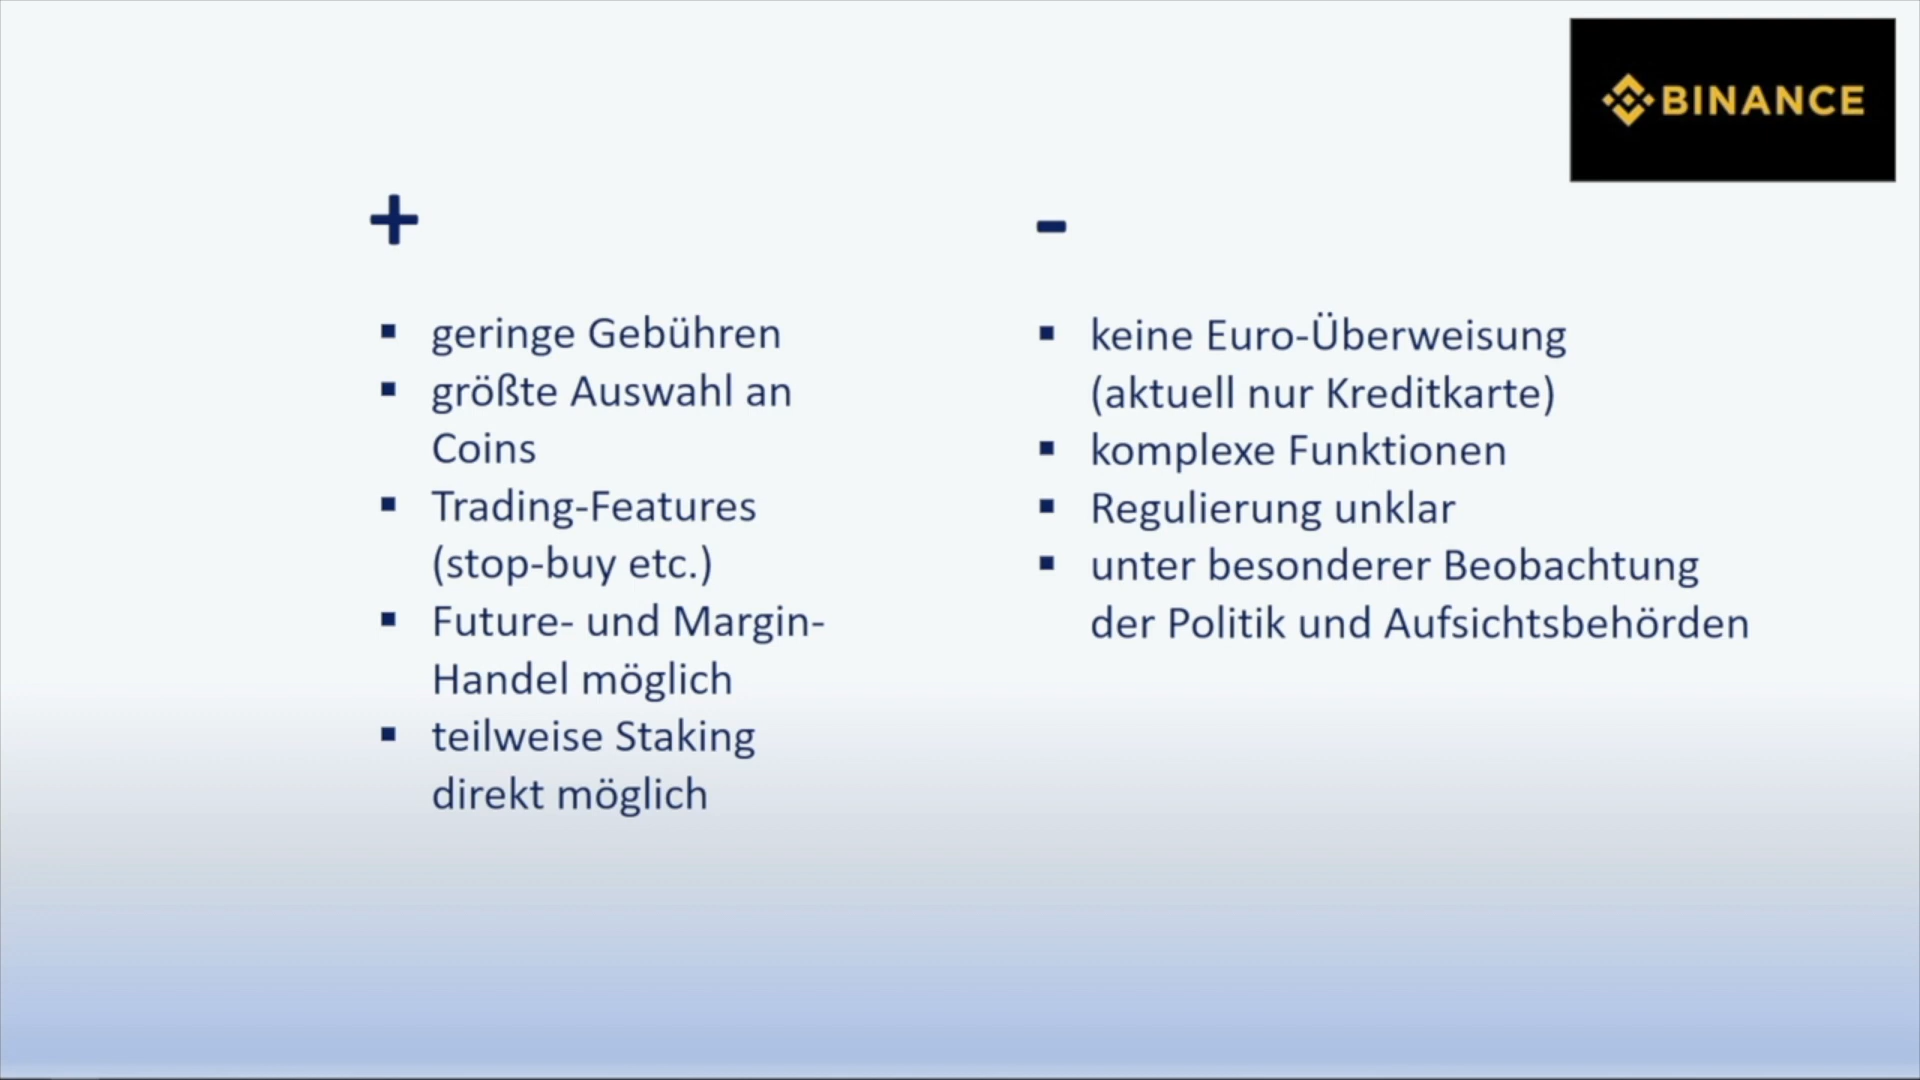 BINANCE
+
▪ geringe Gebühren
▪ größte Auswahl an
Coins
▪ Trading-Features
(stop-buy etc.)
▪ Future- und Margin-
Handel möglich
▪ teilweise Staking
direkt möglich
-
▪ keine Euro-Überweisung
(aktuell nur Kreditkarte)
▪ komplexe Funktionen
▪ Regulierung unklar
▪ unter besonderer Beobachtung
der Politik und Aufsichtsbehörden